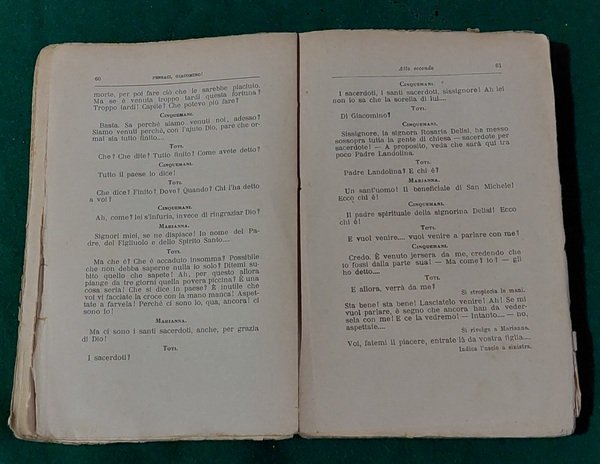 60
PENSACI, GIACOMINO!
morte, per poi fare ciò che le sarebbe piaciuto.
Ma se è venuta troppo tardi questa fortuna?
Troppo tardi! Capite? Che potevo più fare?
CINQUEMANI.
Basta. Sa perchè siamo venuti noi, adesso?
Siamo venuti perchè, con l'ajuto Dio, pare che ormai
sia tutto finito....
TOTI.
Che? Che dite? Tutto finito? Come avete detto?
CINQUEMANI.
Tutto il paese lo dice!
TOTI.
Che dice? Finito? Dove? Quando? Chi l'ha detto
a voi?
CINQUEMANI.
Ah, come? lei s'infuria, invece di ringraziar Dio?
MARIANNA.
Signori miei, se ne dispiace! In nome del Padre,
del Figliuolo e dello Spirito Santo....
TOTI.
Ma che è? Che è accaduto insomma? Possibile
che non debba saperne nulla io solo? Ditemi subito
quello che sapete! Ah, per questo allora
piange da tre giorni quella povera piccina? È una
cosa seria! Che si dice in paese? È inutile che
voi vi facciate la croce con la mano manca! Aspettate
a farvela! Perchè ci sono io, qua, ancora! ci
sono io!
MARIANNA.
Ma ci sono i santi sacerdoti, anche, per grazia
di Dio!
TOTI.
I sacerdoti?
Atto secondo
61
CINQUEMANI.
I sacerdoti, i santi sacerdoti, sissignore! Ah lei
non lo sa che la sorella di lui....
TOTI.
Di Giacomino?
CINQUEMANI.
Sissignore, la signora Rosaria Delisi, ha messo
sossopra tutta la gente di chiesa — sacerdote per
sacerdote! — A proposito, veda che sarà qui tra
poco Padre Landolina.
TOTI.
Padre Landolina? E chi è?
MARIANNA.
Un sant'uomo! Il beneficiale di San Michele!
Ecco chi è!
CINQUEMANI.
Il padre spirituale della signorina Delisi! Ecco
chi è!
TOTI.
E vuol venire.... vuol venire a parlare con me?
CINQUEMANI.
Credo. È venuto jersera da me, credendo che
io fossi dalla parte sua! — Ma come? io? — gli
ho detto....
TOTI.
E allora, verrà da me?
Si stropiccia le mani.
Sta bene! sta bene! Lasciatelo venire! Ah! Se mi
vuol parlare, è segno che ancora han da vedersela
con me! E ce la vedremo! — Intanto.... — no,
aspettate....
Si rivolge a Marianna.
Voi, fatemi il piacere, entrate là da vostra figlia....
Indica l'uscio a sinistra.